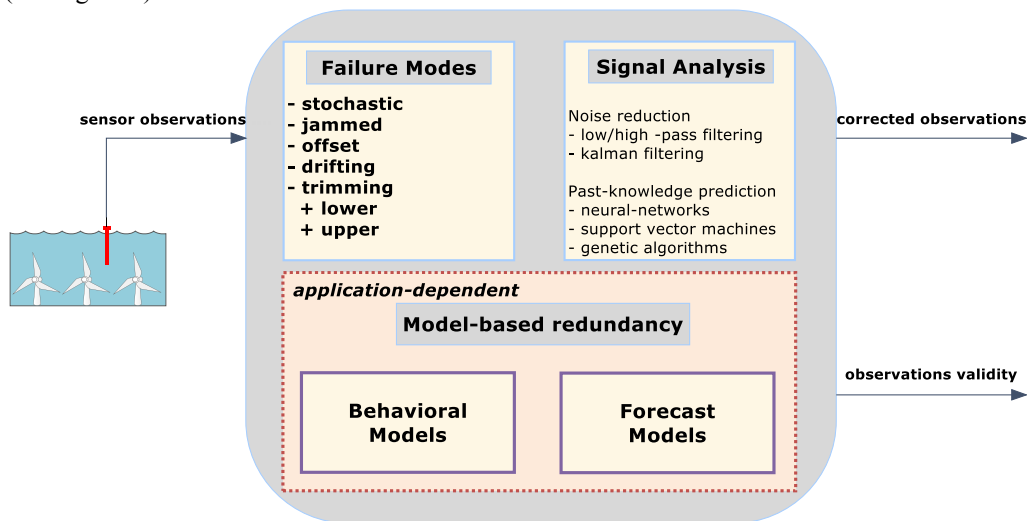 sensor observations
Failure Modes
- stochastic
- jammed
- offset
- drifting
- trimming
+ lower
+ upper
Signal Analysis
Noise reduction
- low/high -pass filtering
- kalman filtering
Past-knowledge prediction
- neural-networks
- support vector machines
- genetic algorithms
corrected observations
application-dependent
Model-based redundancy
Behavioral
Models
Forecast
Models
observations validity